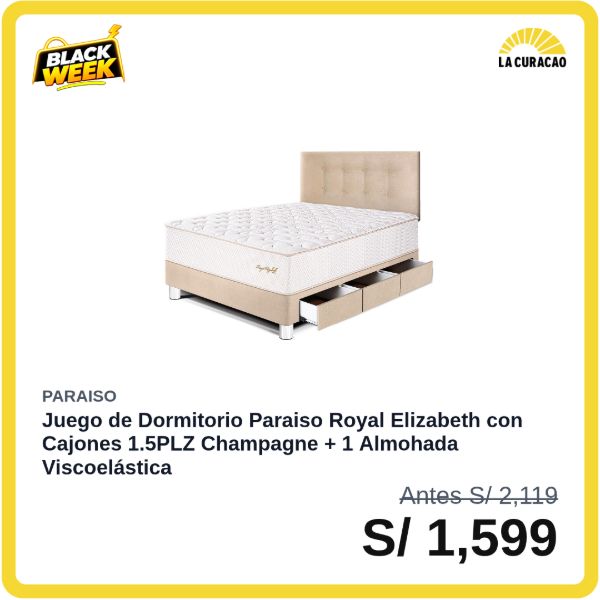 BLACK
WEEK
LA CURACAO
PARAISO
Juego de Dormitorio Paraiso Royal Elizabeth con
Cajones 1.5PLZ Champagne + 1 Almohada
Viscoelástica
Antes S/ 2,119
S/ 1,599